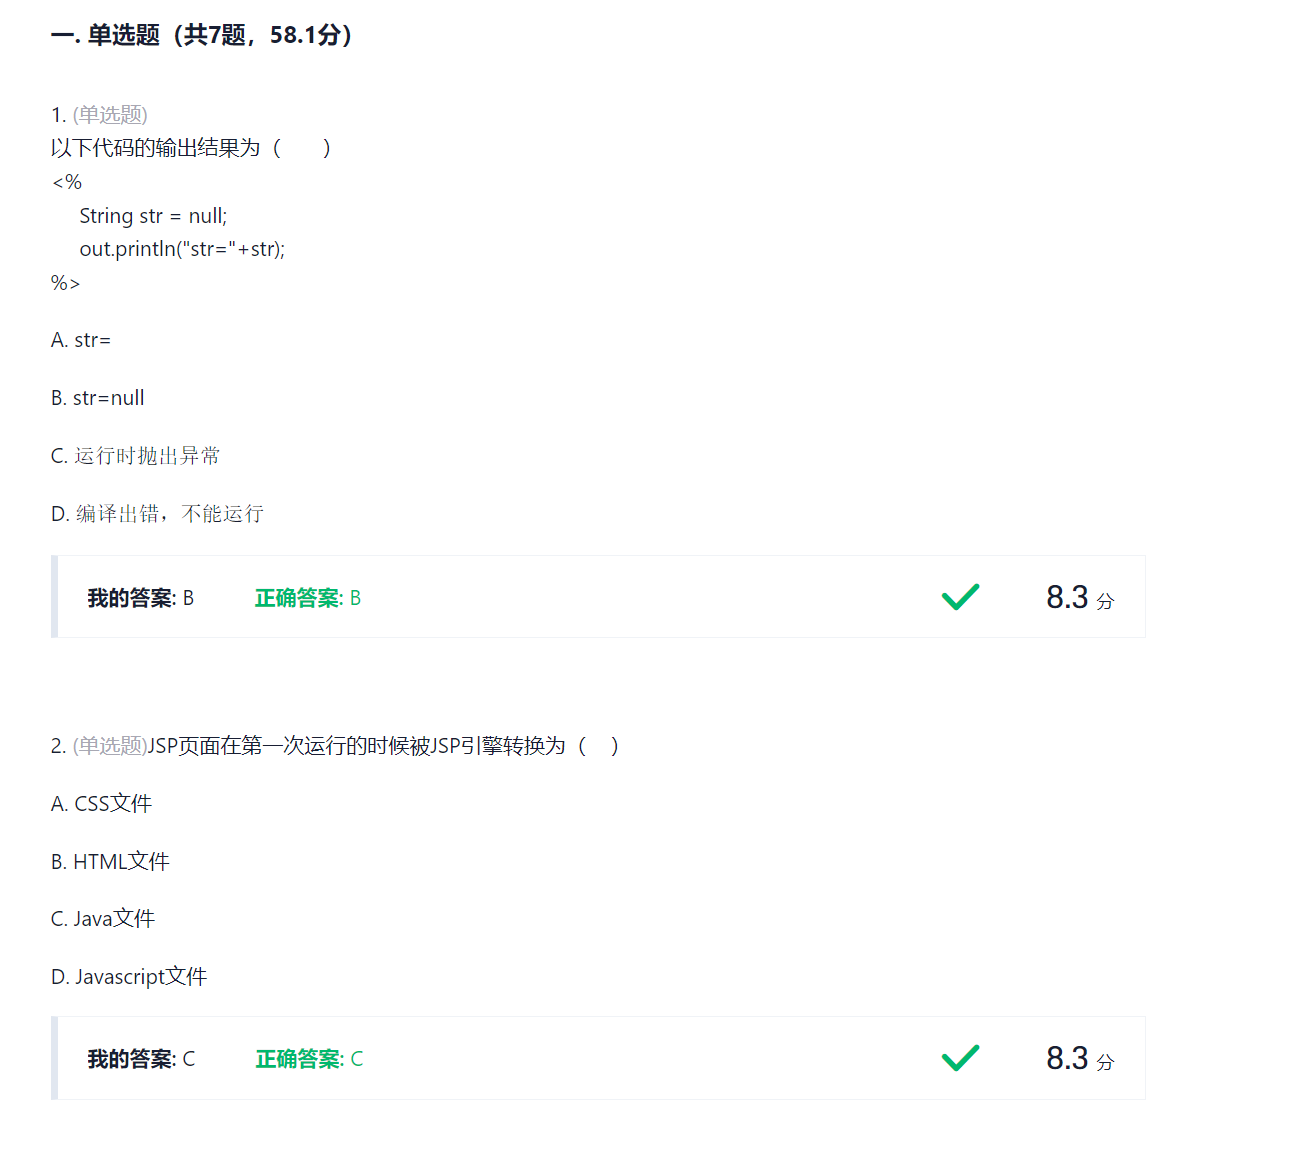 一. 单选题（共7题，58.1分）
1. (单选题)
以下代码的输出结果为（　　）
<%
String str = null;
out.println("str="+str);
%>
A. str=
B. str=null
C. 运行时抛出异常
D. 编译出错，不能运行
我的答案: B 正确答案: B 8.3 分
2. (单选题)JSP页面在第一次运行的时候被JSP引擎转换为（　）
A. CSS文件
B. HTML文件
C. Java文件
D. Javascript文件
我的答案: C 正确答案: C 8.3 分